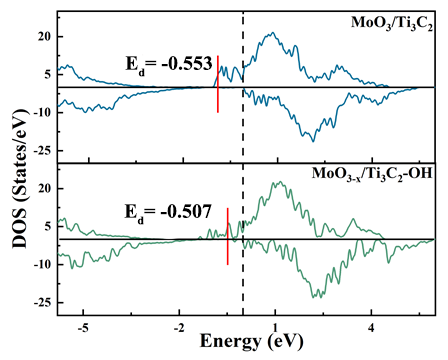 MoO3/Ti3C2
20
Ed= -0.553
5
-10
-25
MoO3-x/Ti3C2-OH
20
Ed= -0.507
5
-10
-25
DOS (States/eV)
-5 -2 1 4
Energy (eV)